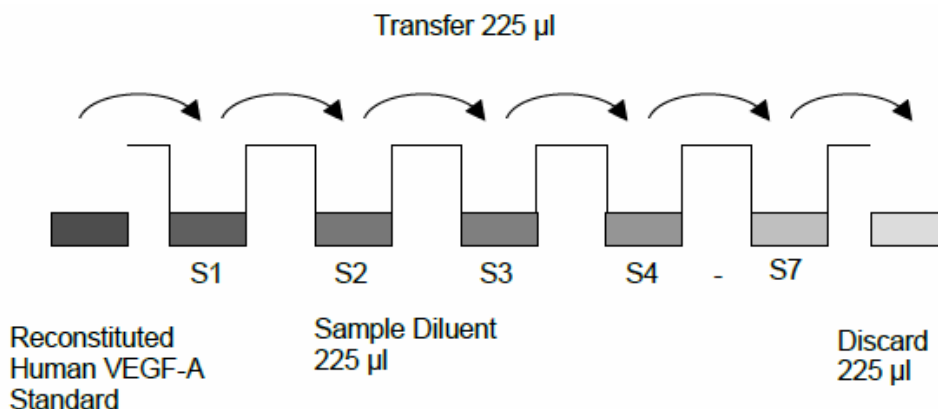 Transfer 225 µl
S1 S2 S3 S4 - S7
Reconstituted
Human VEGF-A
Standard
Sample Diluent
225 µl
Discard
225 µl